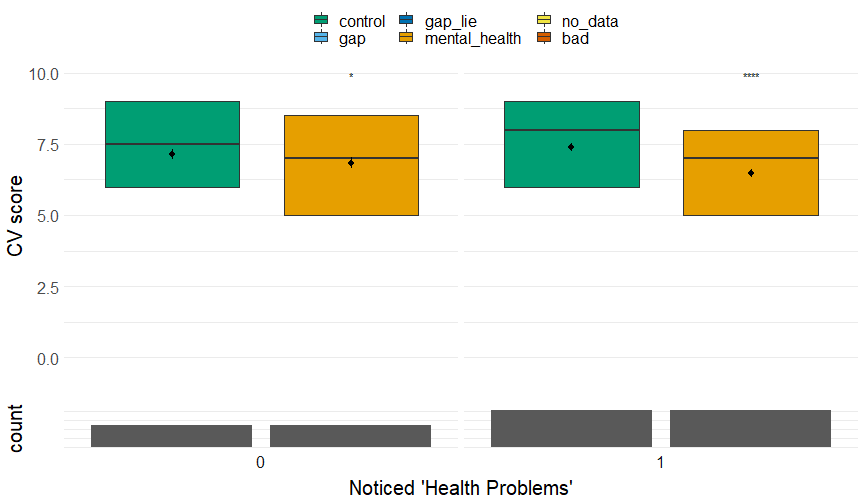 control gap_lie no_data
gap mental_health bad
10.0
7.5
5.0
2.5
0.0
CV score
* ****
count
0 1
Noticed 'Health Problems'